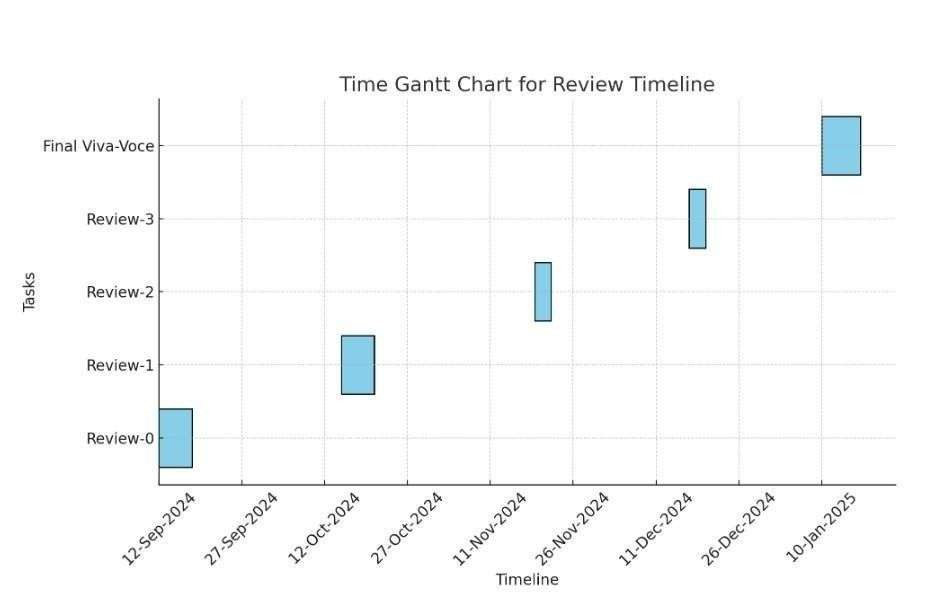 Time Gantt Chart for Review Timeline
Final Viva-Voce
Review-3
Review-2
Review-1
Review-0
Tasks
12-Sep-2024
27-Sep-2024
12-Oct-2024
27-Oct-2024
11-Nov-2024
26-Nov-2024
11-Dec-2024
26-Dec-2024
10-Jan-2025
Timeline